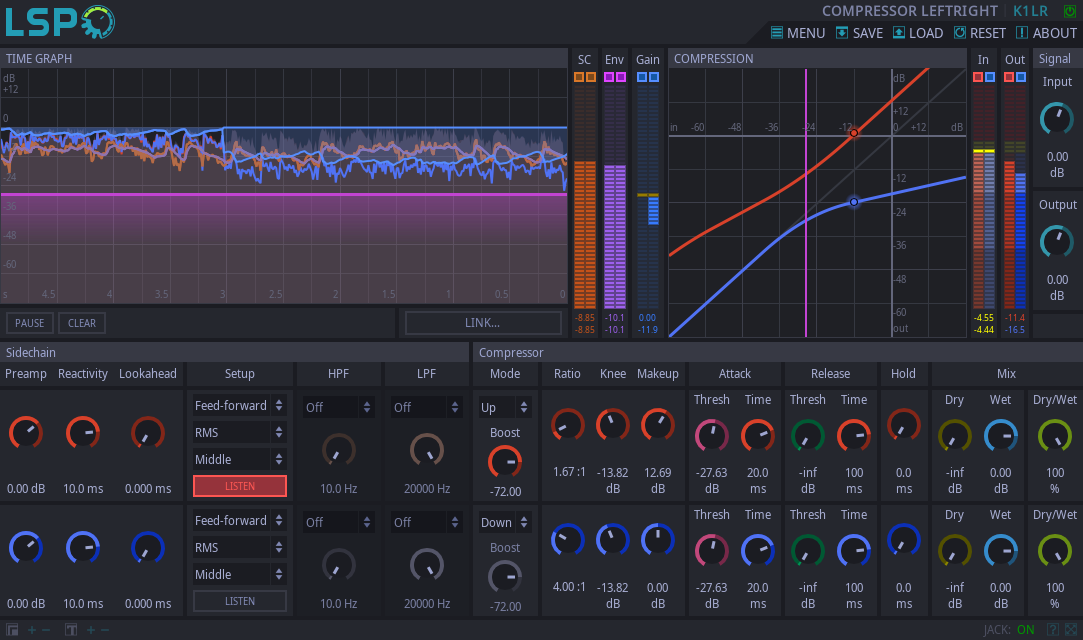 LSP
COMPRESSOR LEFTRIGHT K1LR
MENU SAVE LOAD RESET ABOUT
TIME GRAPH
dB
+12
0
-24
-36
-48
-60
s 4.5 4 3.5 3 2.5 2 1.5 1 0.5 0
PAUSE CLEAR LINK...
SC Env Gain
-8.85 -10.1 0.00
-8.85 -10.1 -11.9
COMPRESSION
dB
+12
in -60 -48 -36 -24 -12 0 +12 dB
-12
-24
-36
-48
-60
out
In Out
-4.55 -11.4
-4.44 -16.5
Signal
Input
0.00
dB
Output
0.00
dB
Sidechain Compressor
Preamp Reactivity Lookahead Setup HPF LPF Mode Ratio Knee Makeup Attack Release Hold Mix
Feed-forward Off Off Up Thresh Time Thresh Time Dry Wet Dry/Wet
RMS Boost
Middle
LISTEN
0.00 dB 10.0 ms 0.000 ms 10.0 Hz 20000 Hz -72.00
1.67 :1 -13.82 dB 12.69 dB -27.63 dB 20.0 ms -inf dB 100 ms 0.0 ms -inf dB 0.00 dB 100 %
Feed-forward Off Off Down Thresh Time Thresh Time Dry Wet Dry/Wet
RMS Boost
Middle
LISTEN
0.00 dB 10.0 ms 0.000 ms 10.0 Hz 20000 Hz -72.00
4.00 :1 -13.82 dB 0.00 dB -27.63 dB 20.0 ms -inf dB 100 ms 0.0 ms -inf dB 0.00 dB 100 %
T JACK: ON ?